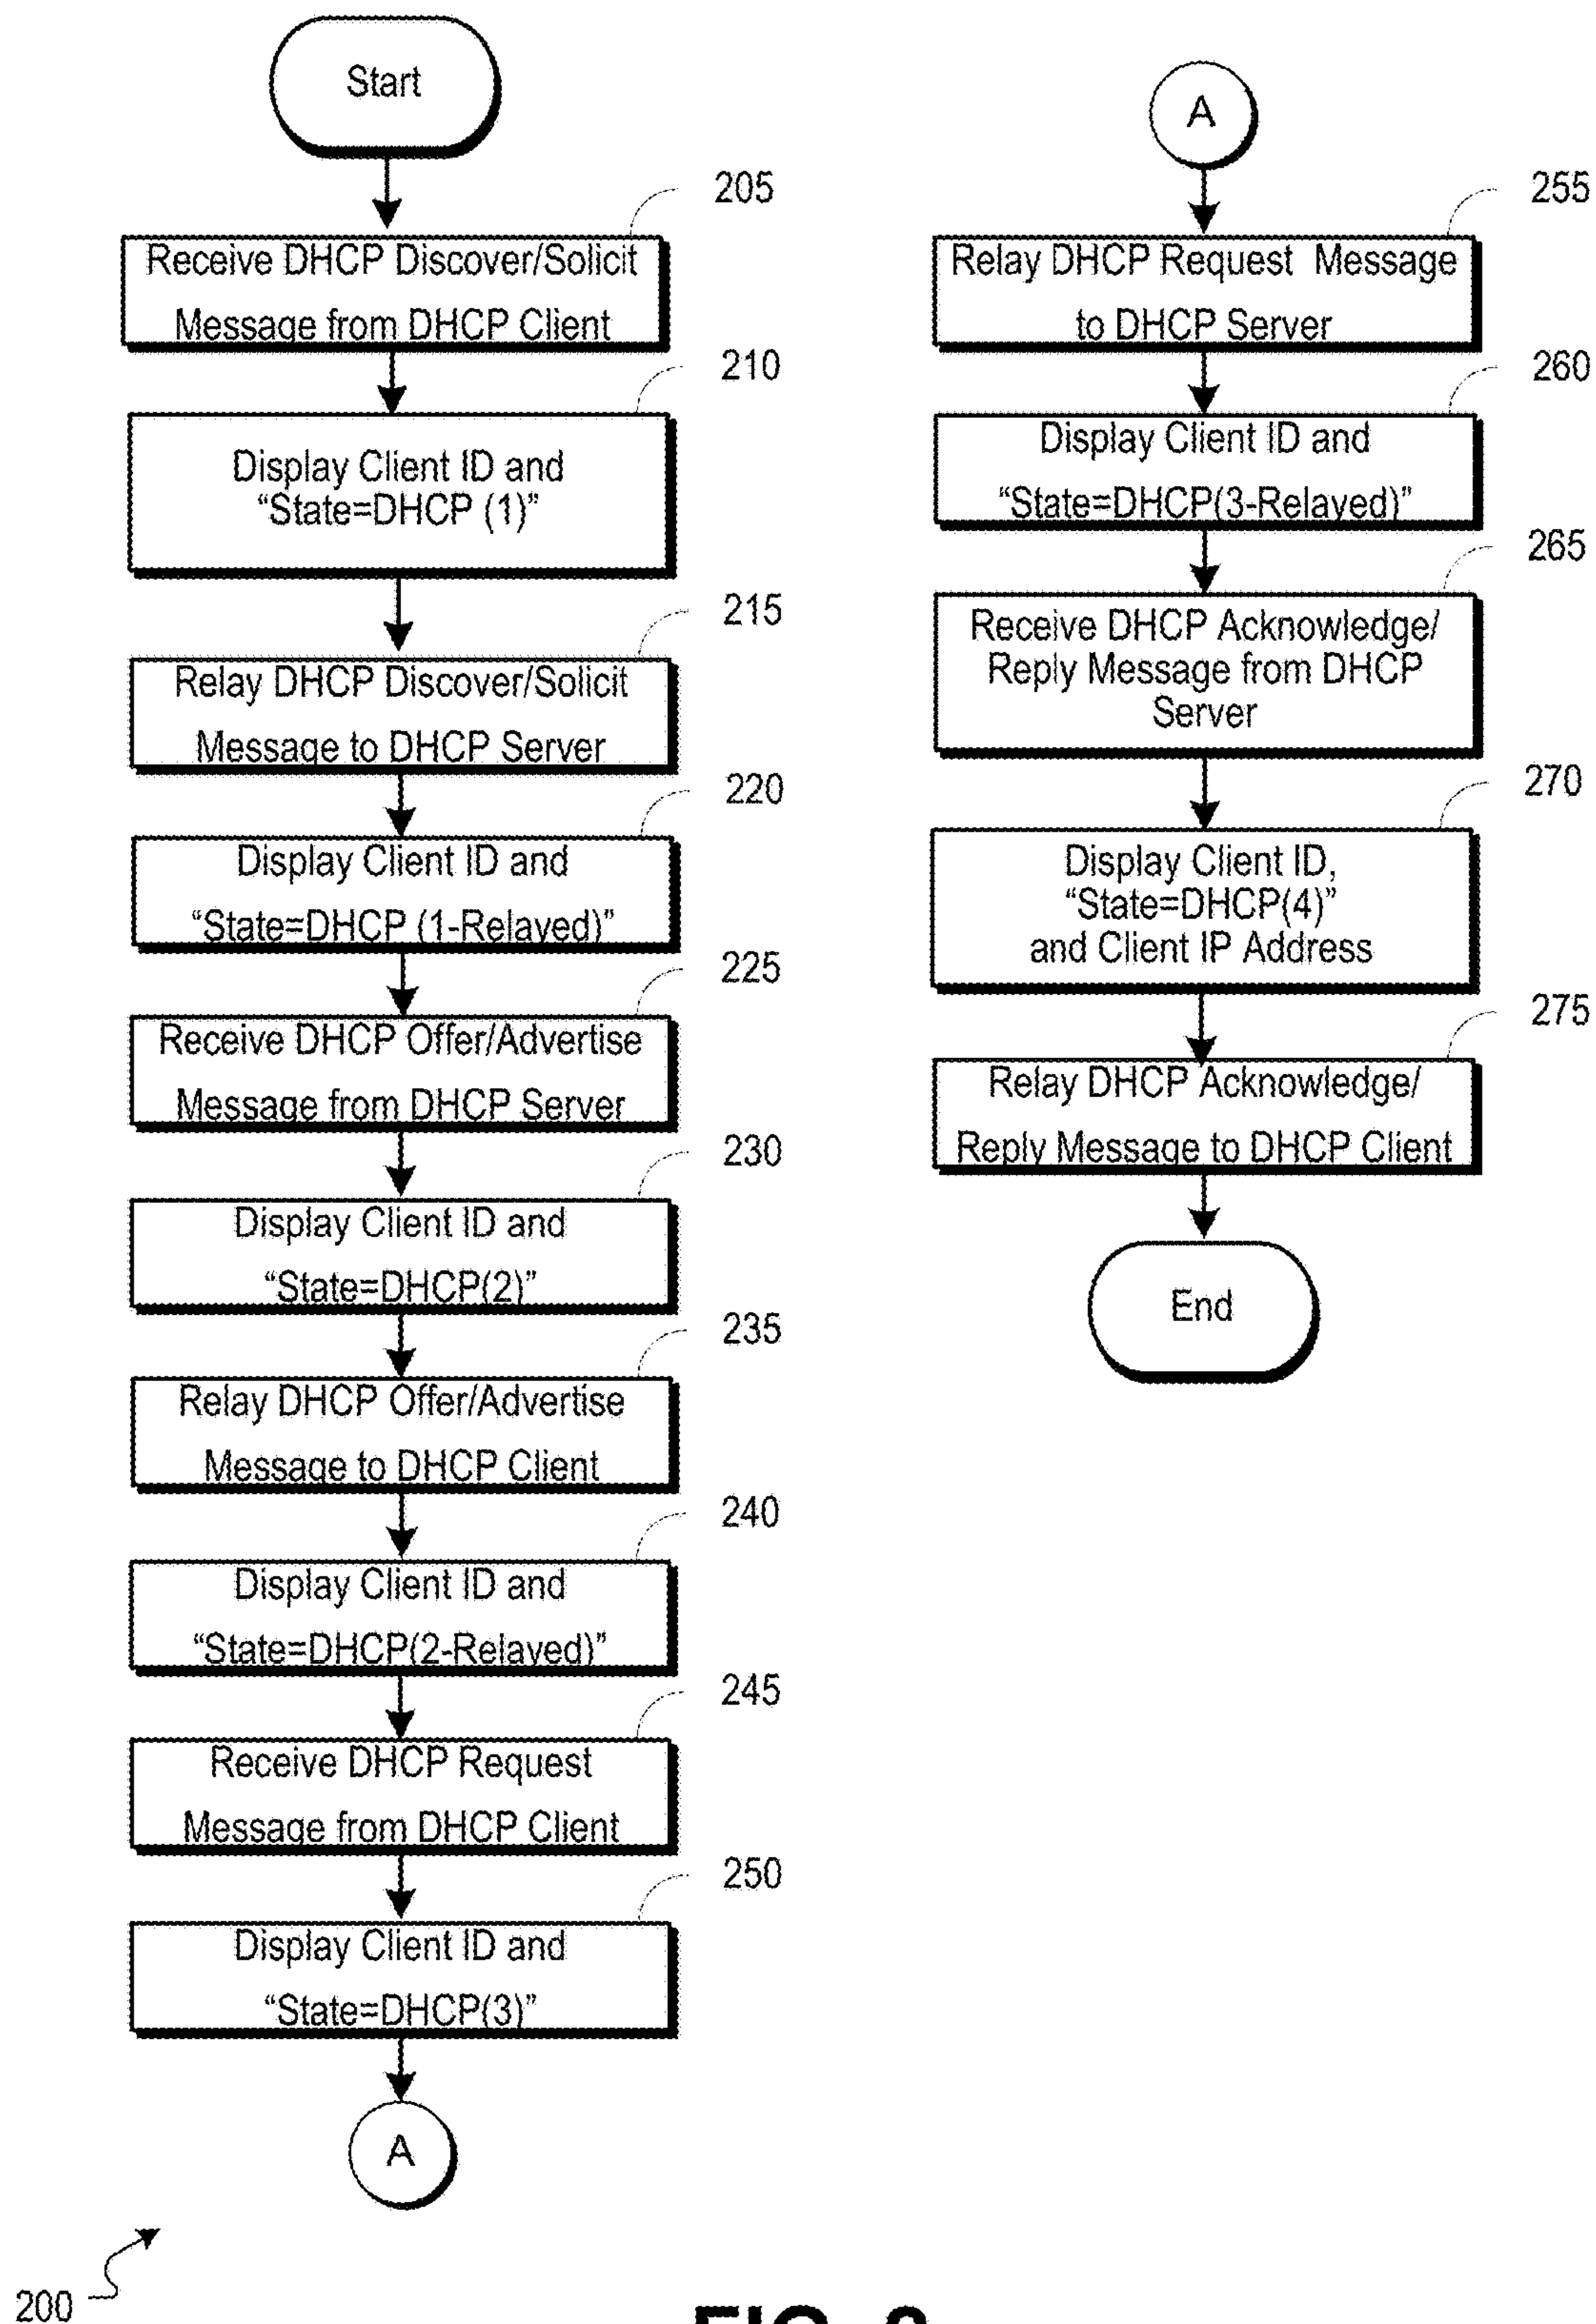 Start
205
Receive DHCP Discover/Solicit
Message from DHCP Client
210
Display Client ID and
“State=DHCP (1)”
215
Relay DHCP Discover/Solicit
Message to DHCP Server
220
Display Client ID and
“State=DHCP (1-Relayed)”
225
Receive DHCP Offer/Advertise
Message from DHCP Server
230
Display Client ID and
“State=DHCP(2)”
235
Relay DHCP Offer/Advertise
Message to DHCP Client
240
Display Client ID and
“State=DHCP(2-Relayed)”
245
Receive DHCP Request
Message from DHCP Client
250
Display Client ID and
“State=DHCP(3)”
A
200
A
255
Relay DHCP Request Message
to DHCP Server
260
Display Client ID and
“State=DHCP(3-Relayed)”
265
Receive DHCP Acknowledge/
Reply Message from DHCP
Server
270
Display Client ID,
“State=DHCP(4)”
and Client IP Address
275
Relay DHCP Acknowledge/
Reply Message to DHCP Client
End
FIG.